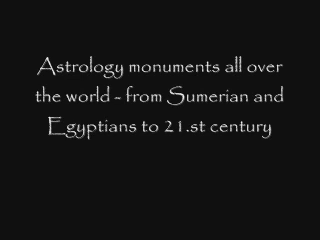 Astrology monuments all over
the world - from Sumerian and
Egyptians to 21.st century